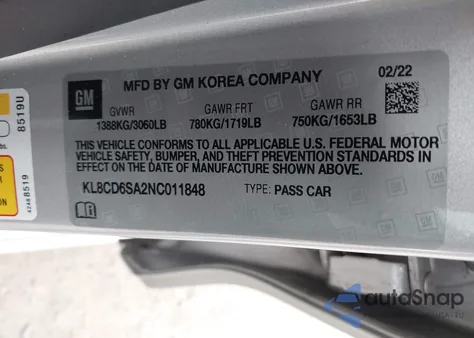 GM
MFD BY GM KOREA COMPANY
02/22
GVWR GAWR FRT GAWR RR
1388KG/3060LB 780KG/1719LB 750KG/1653LB
THIS VEHICLE CONFORMS TO ALL APPLICABLE U.S. FEDERAL MOTOR
VEHICLE SAFETY, BUMPER, AND THEFT PREVENTION STANDARDS IN
EFFECT ON THE DATE OF MANUFACTURE SHOWN ABOVE.
KL8CD6SA2NC011848 TYPE: PASS CAR
8519U
bs.
42488519
autoSnap